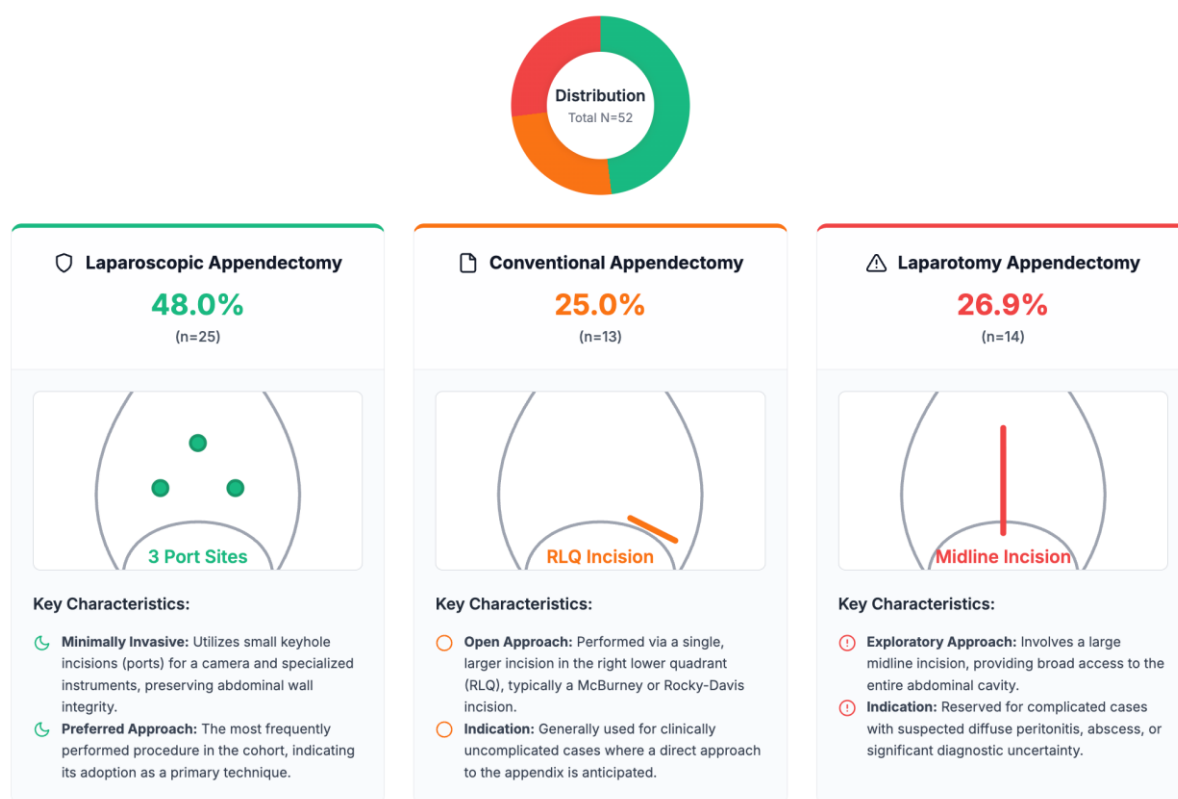 Distribution
Total N=52
Laparoscopic Appendectomy
48.0%
(n=25)
3 Port Sites
Key Characteristics:
Minimally Invasive: Utilizes small keyhole
incisions (ports) for a camera and specialized
instruments, preserving abdominal wall
integrity.
Preferred Approach: The most frequently
performed procedure in the cohort, indicating
its adoption as a primary technique.
Conventional Appendectomy
25.0%
(n=13)
RLQ Incision
Key Characteristics:
Open Approach: Performed via a single,
larger incision in the right lower quadrant
(RLQ), typically a McBurney or Rocky-Davis
incision.
Indication: Generally used for clinically
uncomplicated cases where a direct approach
to the appendix is anticipated.
Laparotomy Appendectomy
26.9%
(n=14)
Midline Incision
Key Characteristics:
Exploratory Approach: Involves a large
midline incision, providing broad access to the
entire abdominal cavity.
Indication: Reserved for complicated cases
with suspected diffuse peritonitis, abscess, or
significant diagnostic uncertainty.